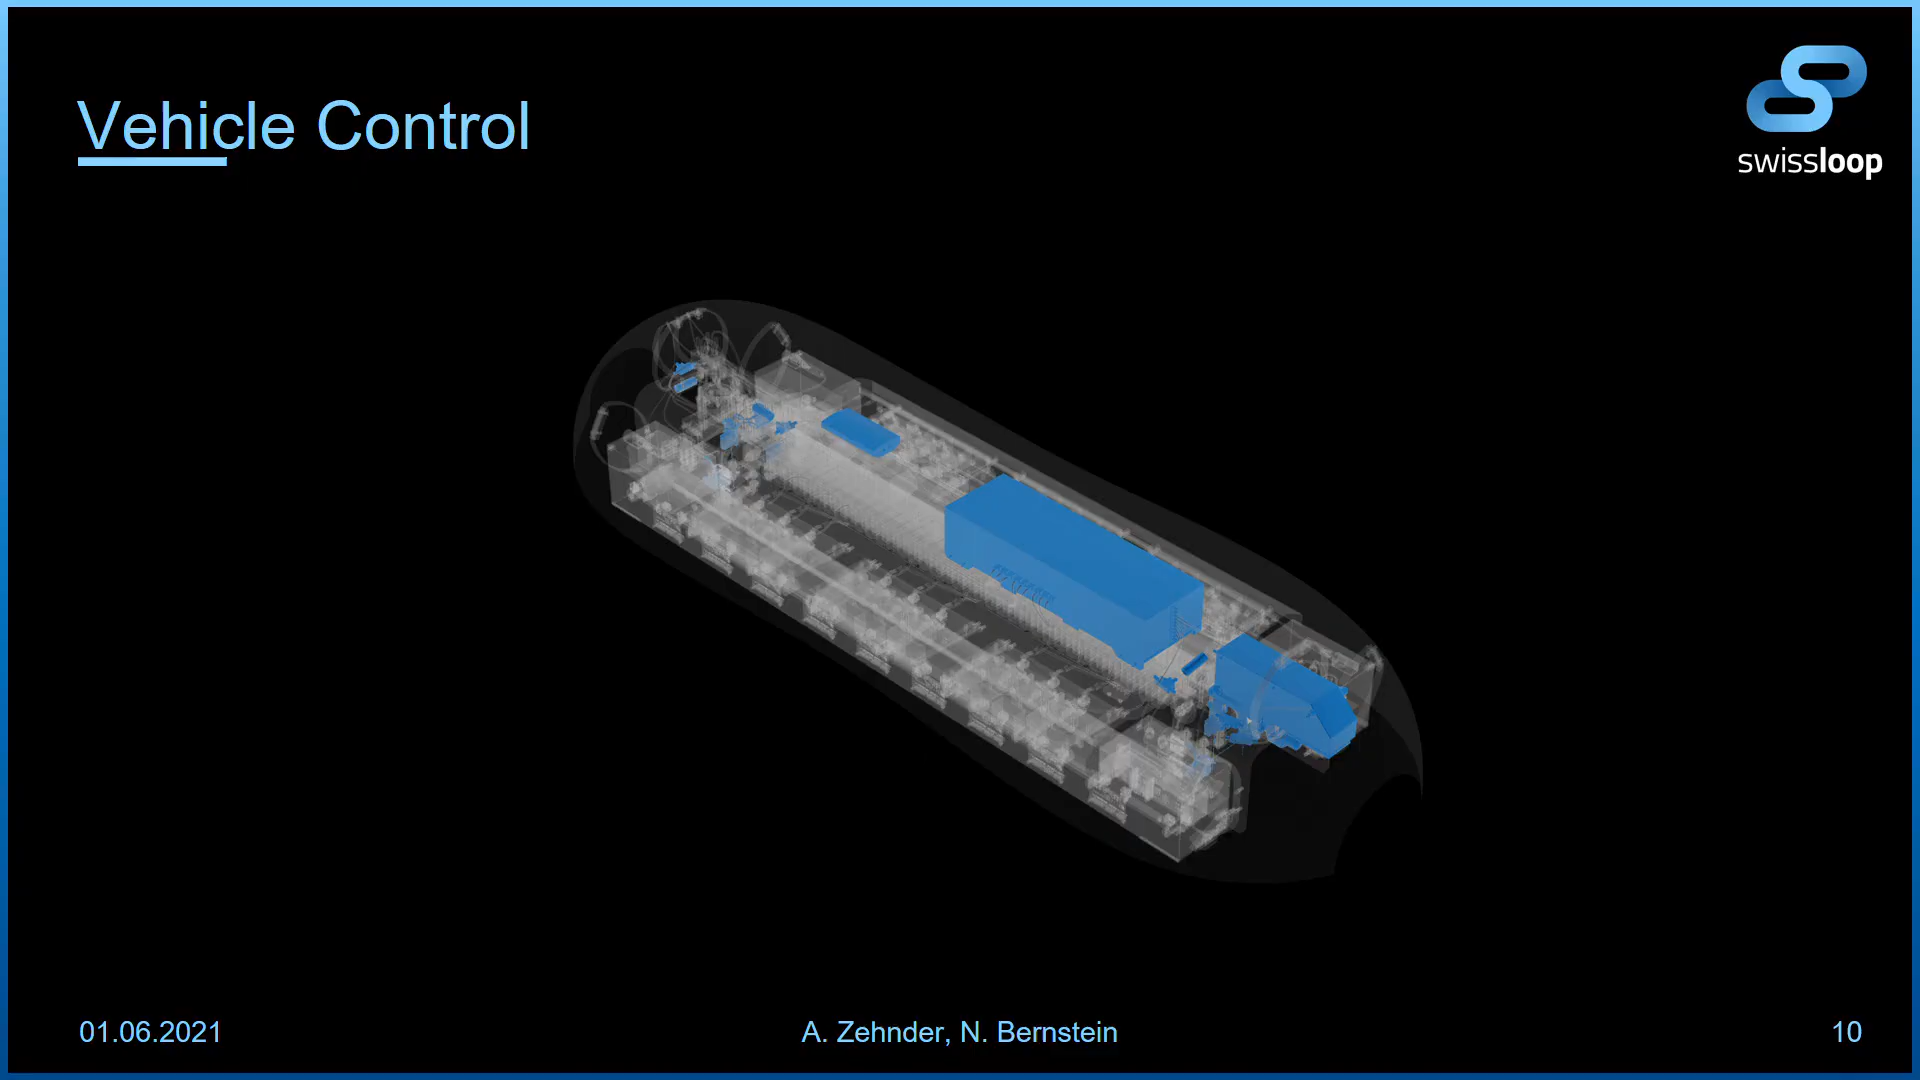 Vehicle Control
swissloop
01.06.2021
A. Zehnder, N. Bernstein
10